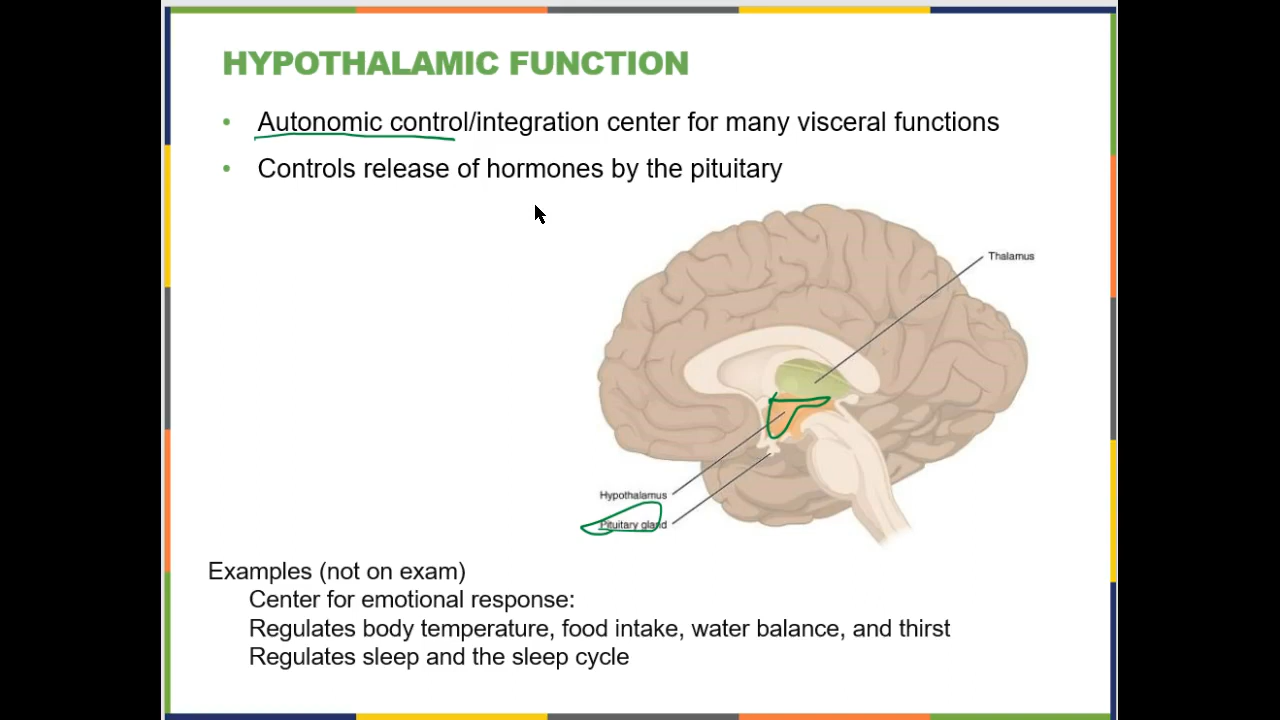 HYPOTHALAMIC FUNCTION
• Autonomic control/integration center for many visceral functions
• Controls release of hormones by the pituitary
Thalamus
Hypothalamus
Pituitary gland
Examples (not on exam)
Center for emotional response:
Regulates body temperature, food intake, water balance, and thirst
Regulates sleep and the sleep cycle